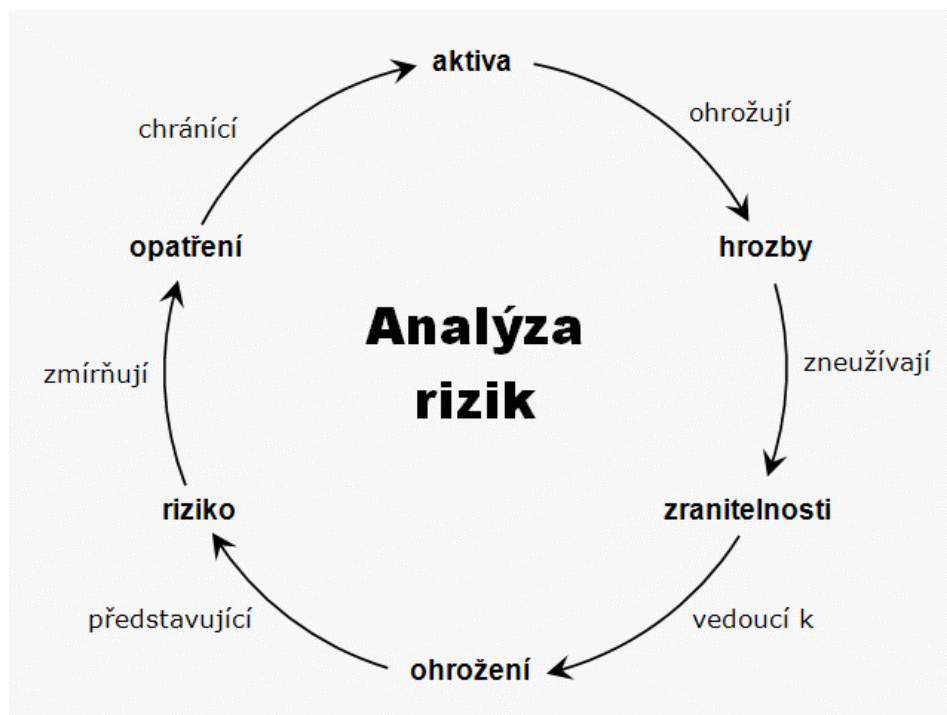 aktiva
ohrožují
hrozby
zneužívají
zranitelnosti
vedoucí k
ohrožení
představující
riziko
zmírňují
opatření
chránící
Analýza
rizik